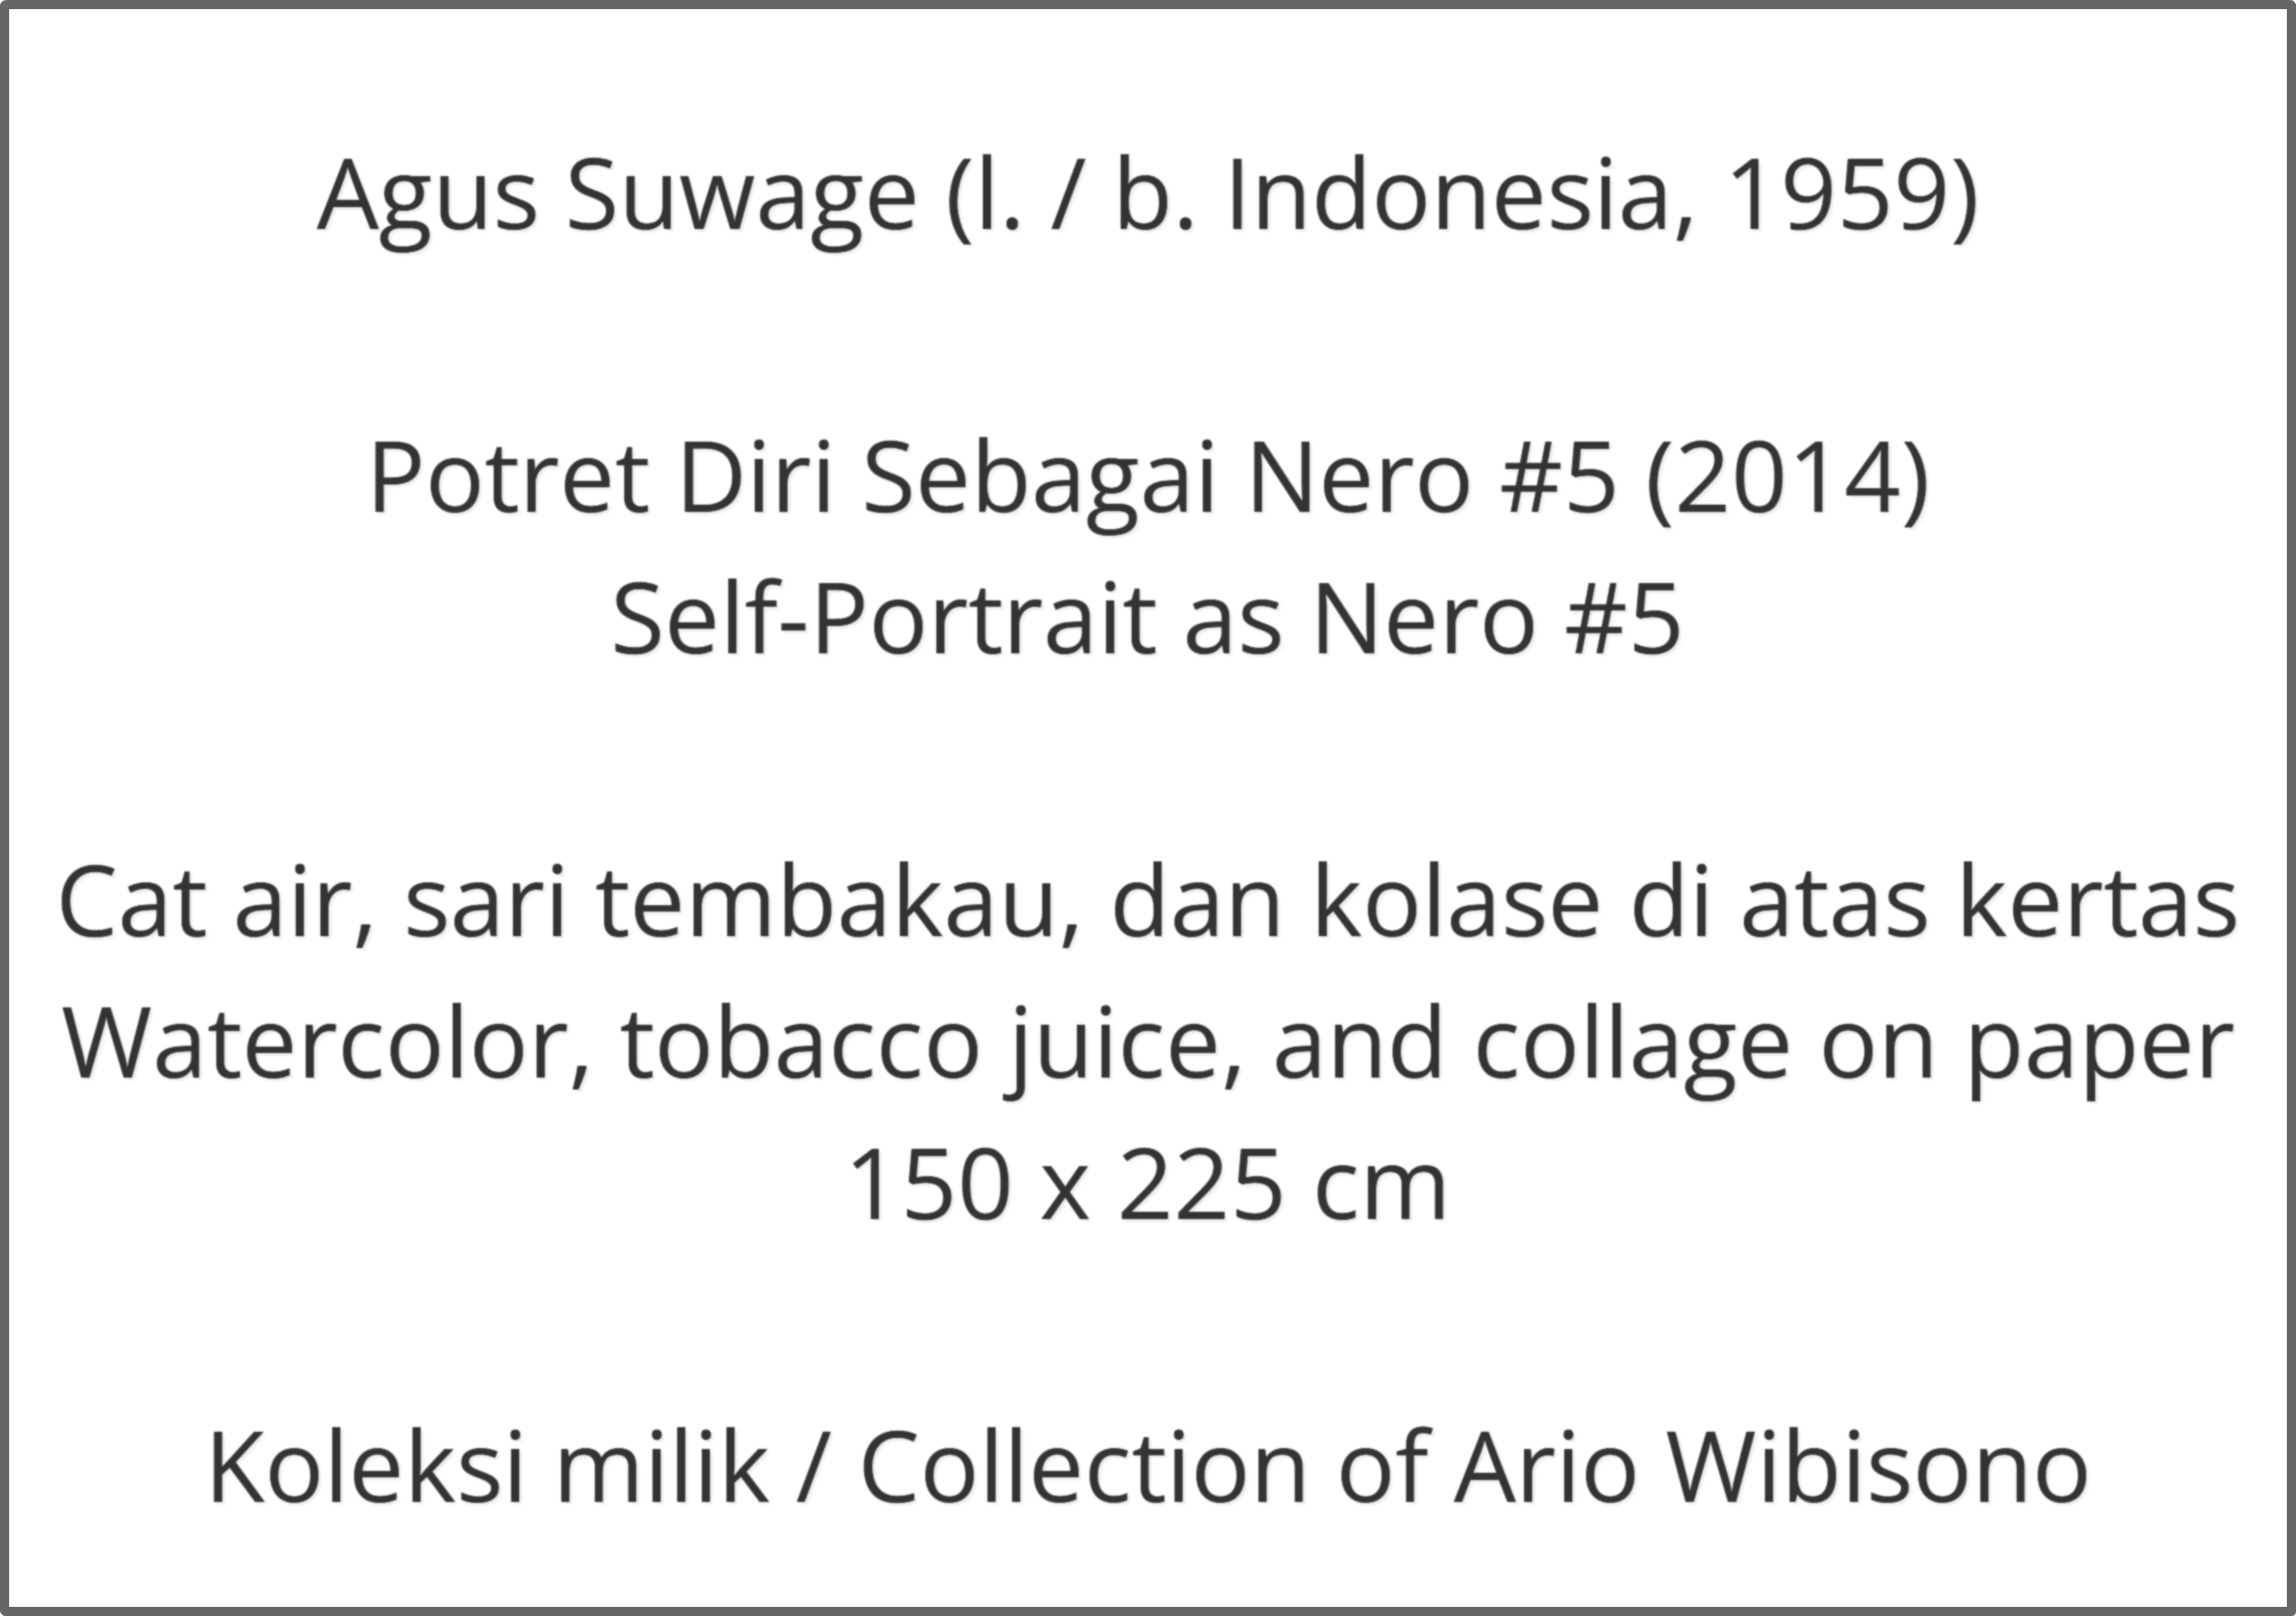 Agus Suwage (l. / b. Indonesia, 1959)
Potret Diri Sebagai Nero #5 (2014)
Self-Portrait as Nero #5
Cat air, sari tembakau, dan kolase di atas kertas
Watercolor, tobacco juice, and collage on paper
150 x 225 cm
Koleksi milik / Collection of Ario Wibisono